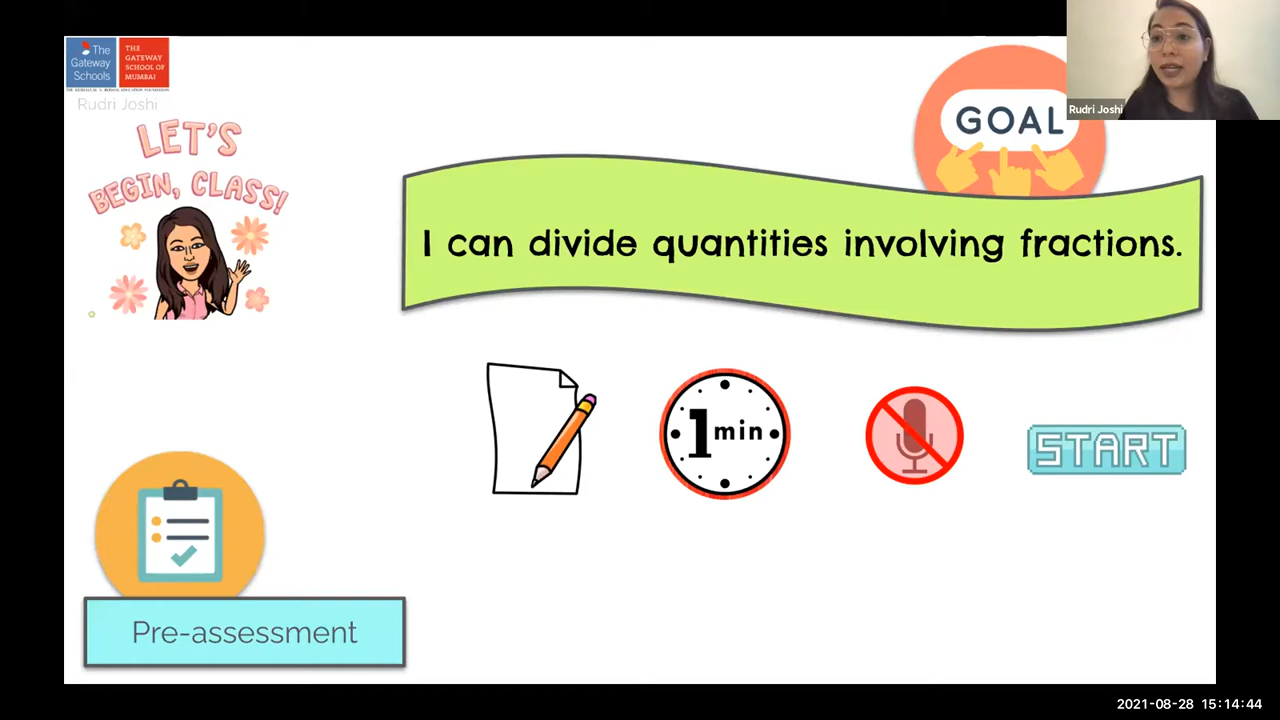 The
Gateway
Schools
THE
GATEWAY
SCHOOL OF
MUMBAI
Rudri Joshi
LET'S
BEGIN, CLASS!
GOAL
Rudri Joshi
I can divide quantities involving fractions.
1 min
START
Pre-assessment
2021-08-28 15:14:44